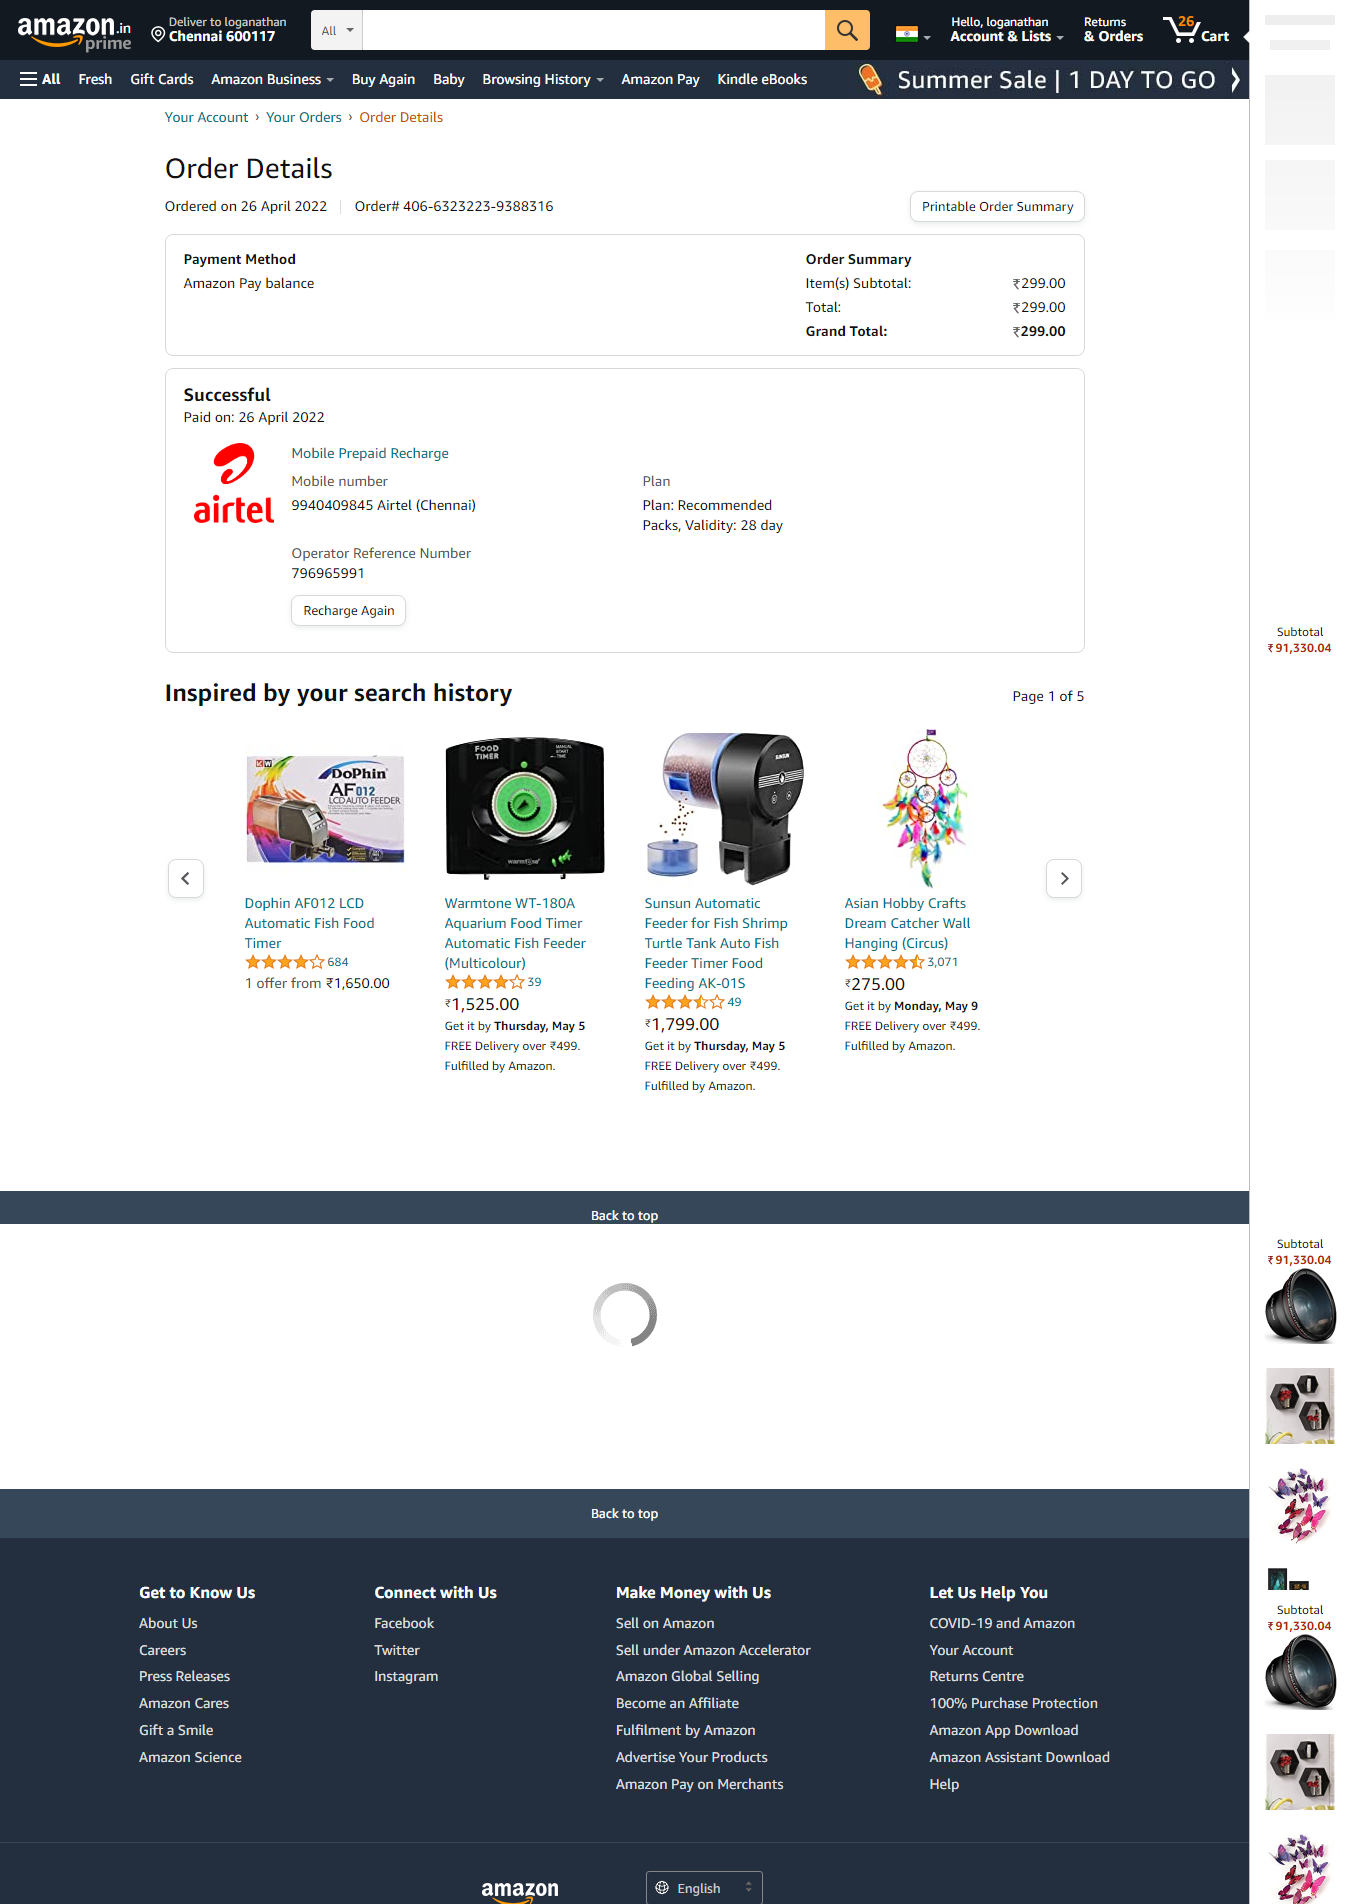 amazon.in
prime
Deliver to loganathan
Chennai 600117
All
Hello, loganathan
Account & Lists
Returns
& Orders
26
Cart
All
Fresh
Gift Cards
Amazon Business
Buy Again
Baby
Browsing History
Amazon Pay
Kindle eBooks
Summer Sale | 1 DAY TO GO
Your Account › Your Orders › Order Details
Order Details
Ordered on 26 April 2022
Order# 406-6323223-9388316
Printable Order Summary
Payment Method
Amazon Pay balance
Order Summary
Item(s) Subtotal: ₹299.00
Total: ₹299.00
Grand Total: ₹299.00
Successful
Paid on: 26 April 2022
airtel
Mobile Prepaid Recharge
Mobile number
9940409845 Airtel (Chennai)
Plan
Plan: Recommended
Packs, Validity: 28 day
Operator Reference Number
796965991
Recharge Again
Subtotal
₹91,330.04
Inspired by your search history
Page 1 of 5
KW
DoPhin
AF012
LCD AUTO FEEDER
Dophin AF012 LCD
Automatic Fish Food
Timer
684
1 offer from ₹1,650.00
FOOD
TIMER
MANUAL
START
warmtone
Warmtone WT-180A
Aquarium Food Timer
Automatic Fish Feeder
(Multicolour)
39
₹1,525.00
Get it by Thursday, May 5
FREE Delivery over ₹499.
Fulfilled by Amazon.
SUNSUN
Sunsun Automatic
Feeder for Fish Shrimp
Turtle Tank Auto Fish
Feeder Timer Food
Feeding AK-01S
49
₹1,799.00
Get it by Thursday, May 5
FREE Delivery over ₹499.
Fulfilled by Amazon.
Asian Hobby Crafts
Dream Catcher Wall
Hanging (Circus)
3,071
₹275.00
Get it by Monday, May 9
FREE Delivery over ₹499.
Fulfilled by Amazon.
Back to top
Subtotal
₹91,330.04
Back to top
Get to Know Us
About Us
Careers
Press Releases
Amazon Cares
Gift a Smile
Amazon Science
Connect with Us
Facebook
Twitter
Instagram
Make Money with Us
Sell on Amazon
Sell under Amazon Accelerator
Amazon Global Selling
Become an Affiliate
Fulfilment by Amazon
Advertise Your Products
Amazon Pay on Merchants
Let Us Help You
COVID-19 and Amazon
Your Account
Returns Centre
100% Purchase Protection
Amazon App Download
Amazon Assistant Download
Help
Subtotal
₹91,330.04
amazon
English